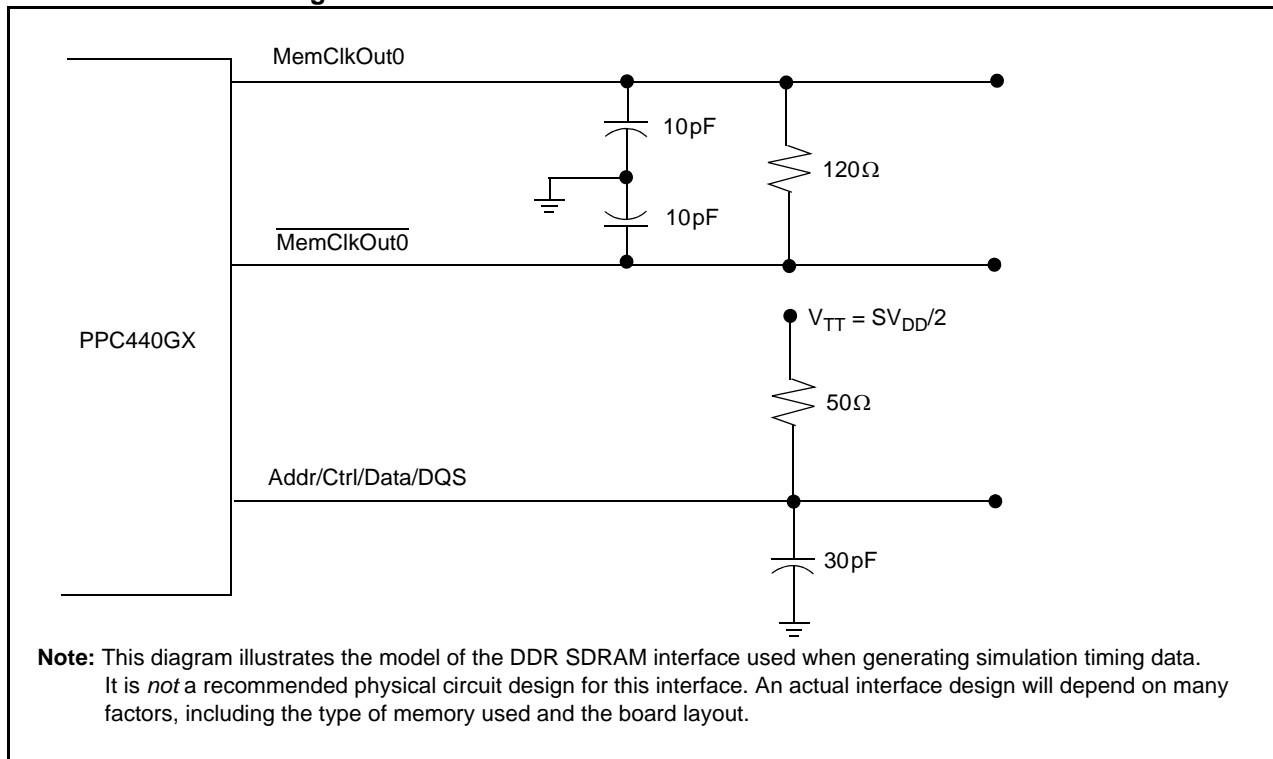 MemClkOut0
10pF
120Ω
10pF
MemClkOut0
V_TT = SV_DD/2
PPC440GX
50Ω
Addr/Ctrl/Data/DQS
30pF
Note: This diagram illustrates the model of the DDR SDRAM interface used when generating simulation timing data.
It is not a recommended physical circuit design for this interface. An actual interface design will depend on many
factors, including the type of memory used and the board layout.